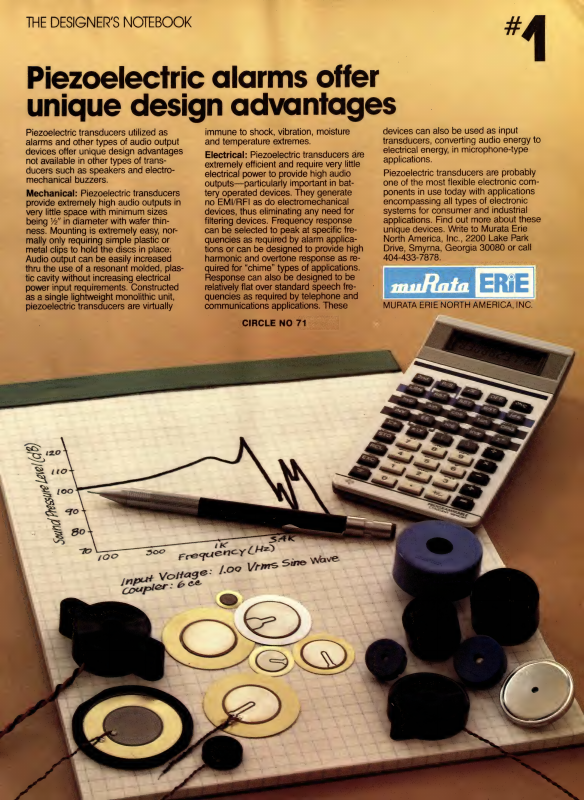 THE DESIGNER'S NOTEBOOK
#1
Piezoelectric alarms offer
unique design advantages
Piezoelectric transducers utilized as
alarms and other types of audio output
devices offer unique design advantages
not available in other types of trans-
ducers such as speakers and electro-
mechanical buzzers.
Mechanical: Piezoelectric transducers
provide extremely high audio outputs in
very little space with minimum sizes
being ½" in diameter with wafer thin-
ness. Mounting is extremely easy, nor-
mally only requiring simple plastic or
metal clips to hold the discs in place.
Audio output can be easily increased
thru the use of a resonant molded, plas-
tic cavity without increasing electrical
power input requirements. Constructed
as a single lightweight monolithic unit,
piezoelectric transducers are virtually
immune to shock, vibration, moisture
and temperature extremes.
Electrical: Piezoelectric transducers are
extremely efficient and require very little
electrical power to provide high audio
outputs—particularly important in bat-
tery operated devices. They generate
no EMI/RFI as do electromechanical
devices, thus eliminating any need for
filtering devices. Frequency response
can be selected to peak at specific fre-
quencies as required by alarm applica-
tions or can be designed to provide high
harmonic and overtone response as re-
quired for "chime" types of applications.
Response can also be designed to be
relatively flat over standard speech fre-
quencies as required by telephone and
communications applications. These
devices can also be used as input
transducers, converting audio energy to
electrical energy, in microphone-type
applications.
Piezoelectric transducers are probably
one of the most flexible electronic com-
ponents in use today with applications
encompassing all types of electronic
systems for consumer and industrial
applications. Find out more about these
unique devices. Write to Murata Erie
North America, Inc., 2200 Lake Park
Drive, Smyrna, Georgia 30080 or call
404-433-7878.
muRata ERIE
MURATA ERIE NORTH AMERICA, INC.
CIRCLE NO 71
Sound Pressure Level (dB)
120
110
100
90
80
70
100 300 1K 3.4K
Frequency (Hz)
Input Voltage: 1.00 Vrms Sine Wave
Coupler: 6cc